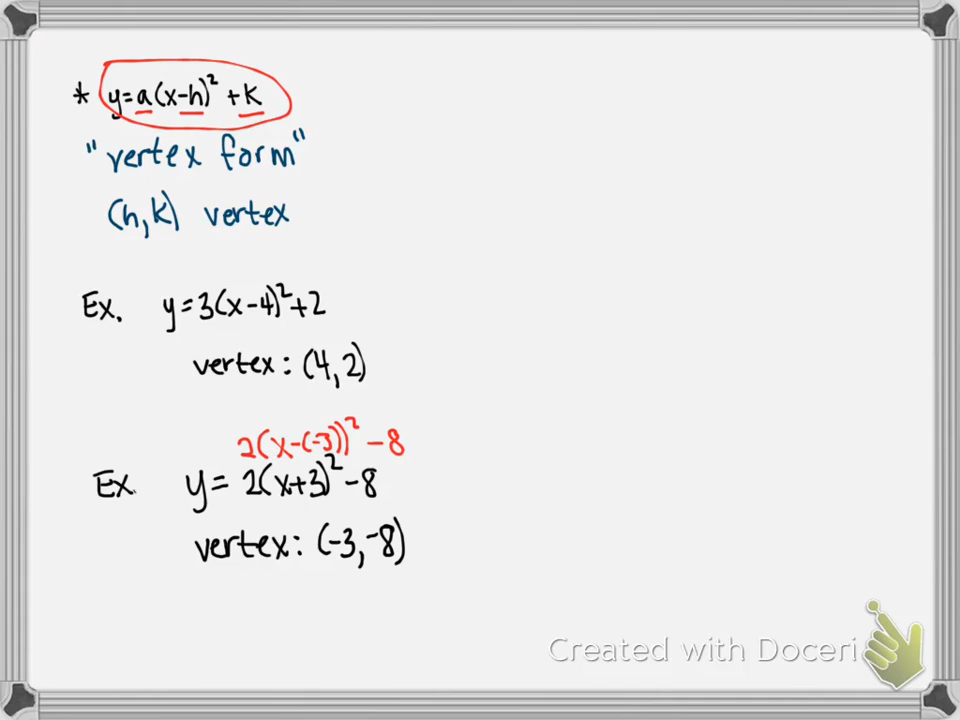 * y=a(x-h)² +k
"vertex form"
(h,k) vertex
Ex. y=3(x-4)²+2
vertex: (4,2)
2(x-(-3))² -8
Ex. y= 2(x+3)² -8
vertex: (-3,-8)
Created with Doceri